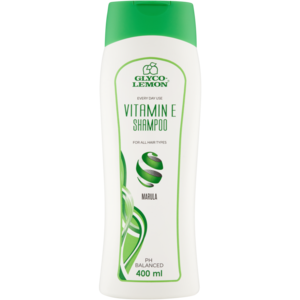 GLYCO-
LEMON
EVERY DAY USE
VITAMIN E
SHAMPOO
FOR ALL HAIR TYPES
MARULA
PH
BALANCED
400 ml